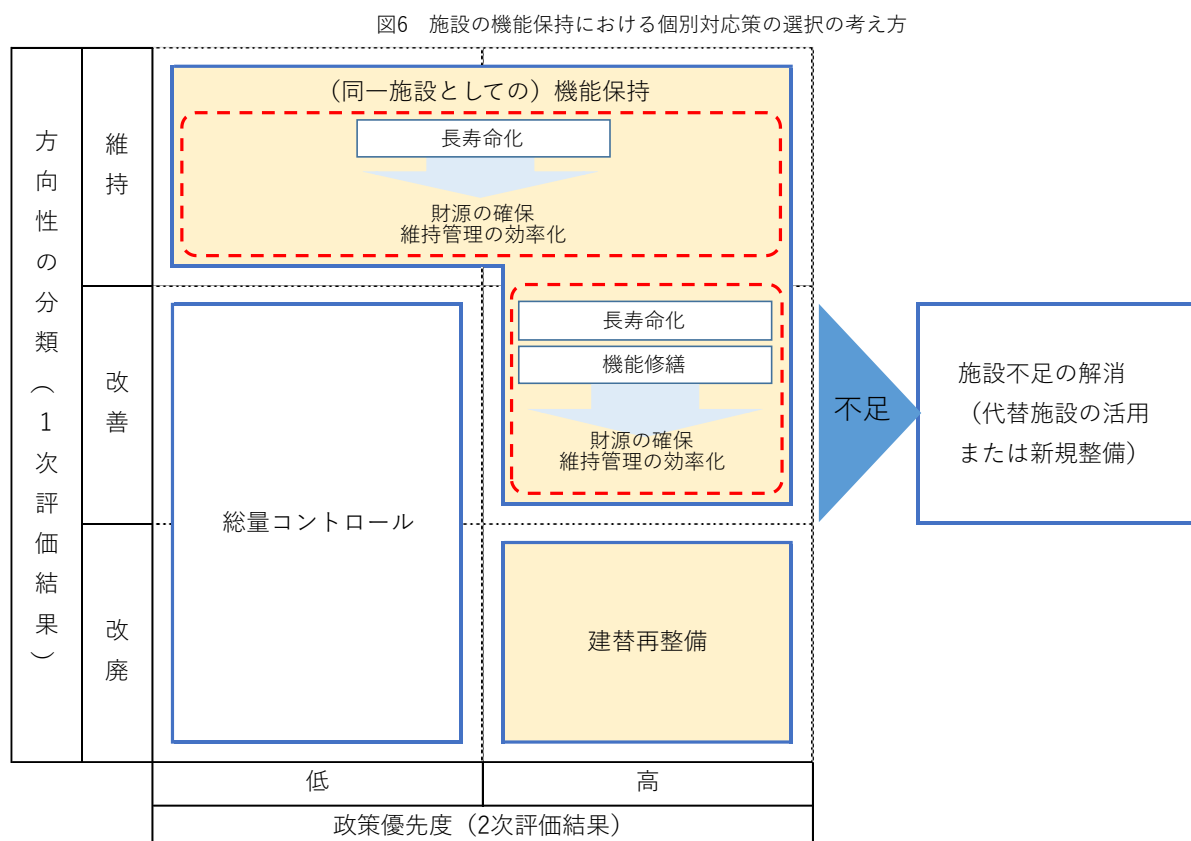 図6　施設の機能保持における個別対応策の選択の考え方
方向性の分類（1次評価結果）
維持
（同一施設としての）機能保持
長寿命化
財源の確保
維持管理の効率化
改善
長寿命化
機能修繕
財源の確保
維持管理の効率化
不足
施設不足の解消
（代替施設の活用
または新規整備）
総量コントロール
改廃
建替再整備
低
高
政策優先度（2次評価結果）